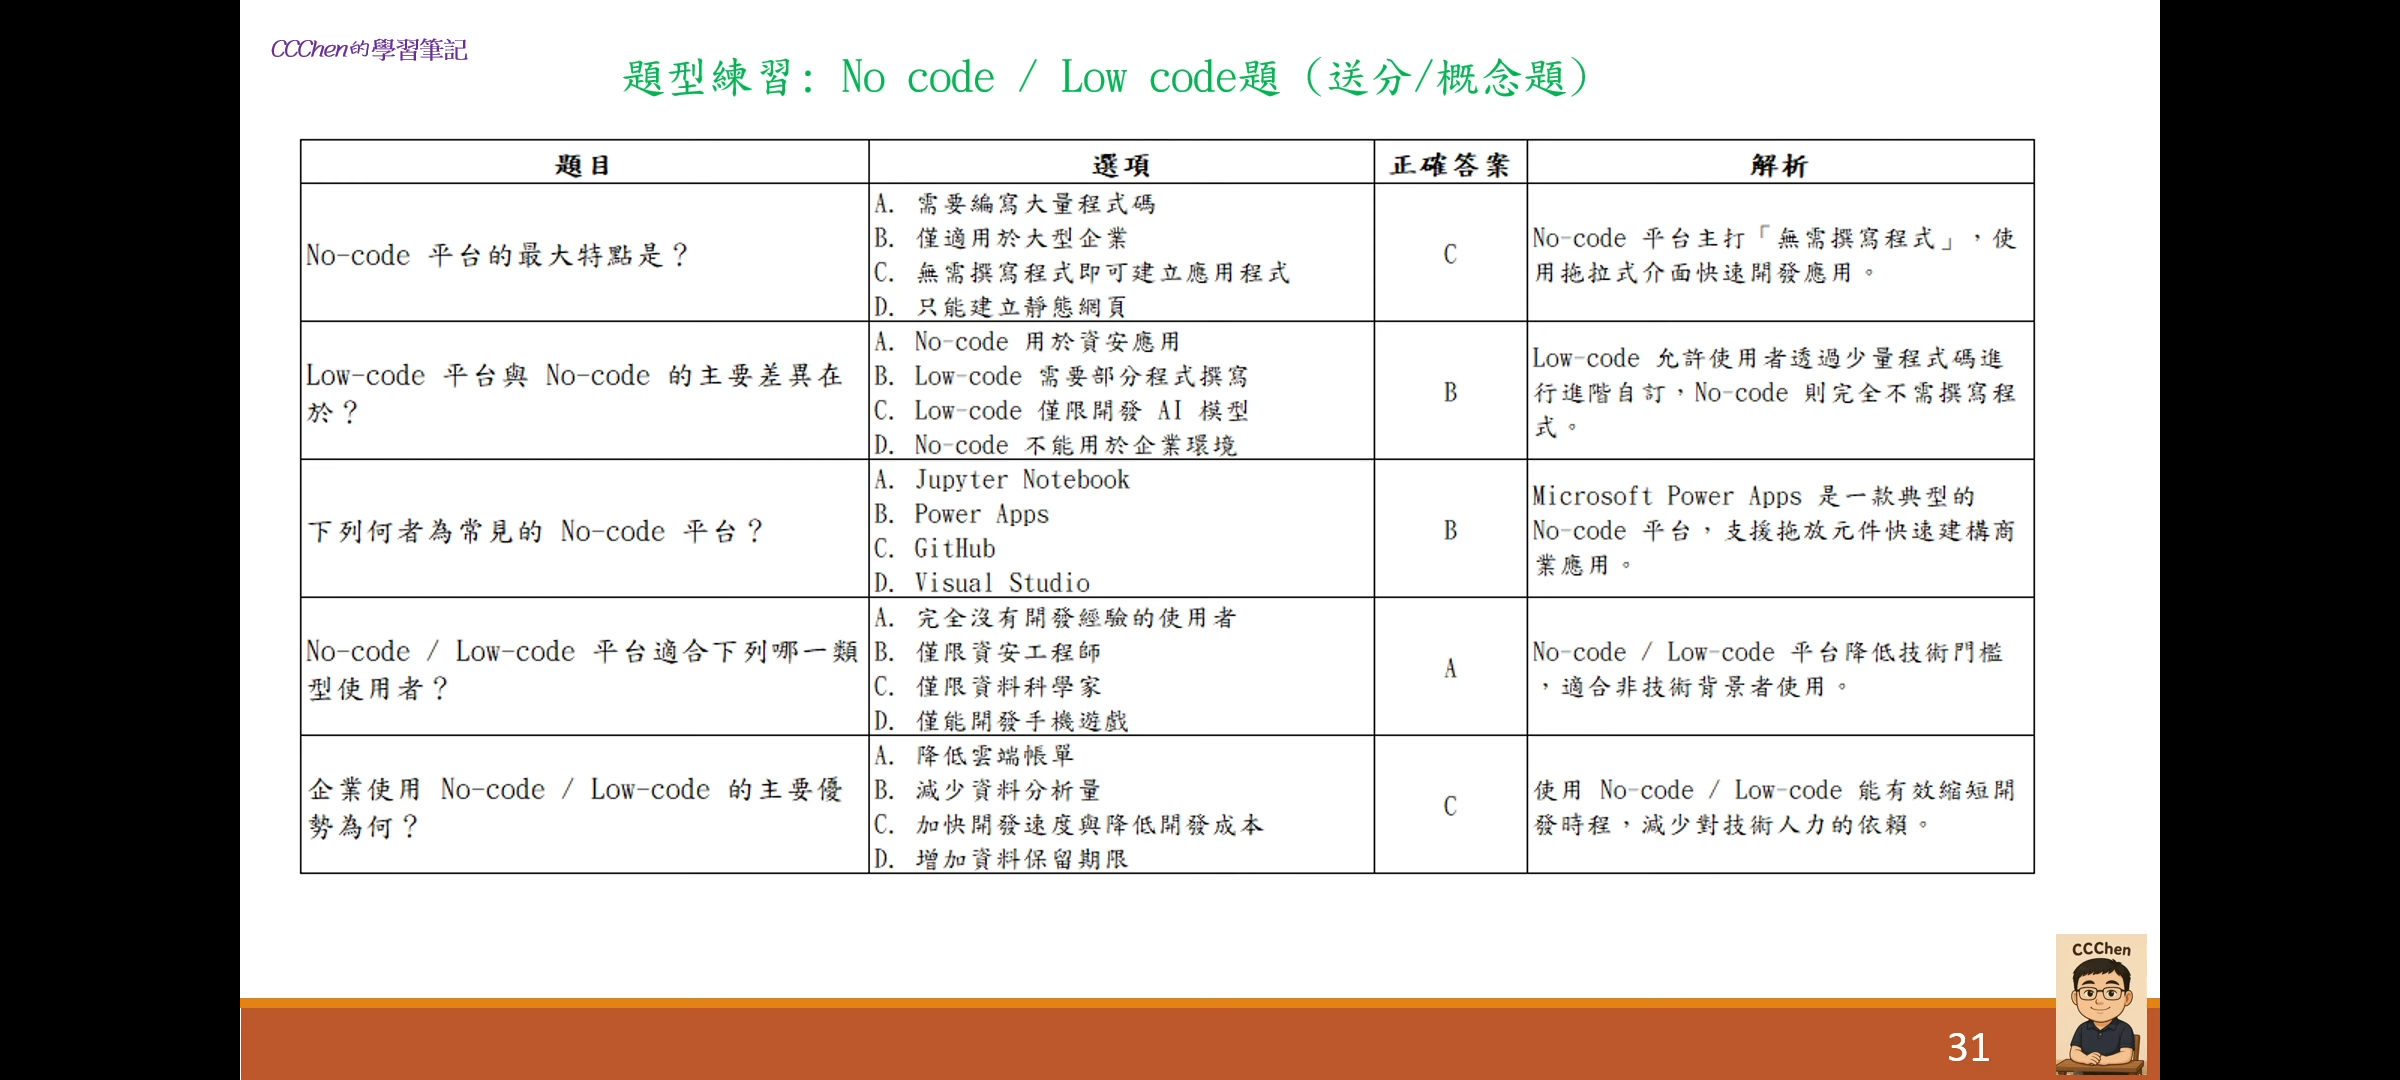 CCChen的學習筆記
題型練習: No code / Low code題 (送分/概念題)
題目
選項
正確答案
解析
No-code 平台的最大特點是？
A. 需要編寫大量程式碼
B. 僅適用於大型企業
C. 無需撰寫程式即可建立應用程式
D. 只能建立靜態網頁
C
No-code 平台主打「無需撰寫程式」，使
用拖拉式介面快速開發應用。
Low-code 平台與 No-code 的主要差異在
於？
A. No-code 用於資安應用
B. Low-code 需要部分程式撰寫
C. Low-code 僅限開發 AI 模型
D. No-code 不能用於企業環境
B
Low-code 允許使用者透過少量程式碼進
行進階自訂，No-code 則完全不需撰寫程
式。
下列何者為常見的 No-code 平台？
A. Jupyter Notebook
B. Power Apps
C. GitHub
D. Visual Studio
B
Microsoft Power Apps 是一款典型的
No-code 平台，支援拖放元件快速建構商
業應用。
No-code / Low-code 平台適合下列哪一類
型使用者？
A. 完全沒有開發經驗的使用者
B. 僅限資安工程師
C. 僅限資料科學家
D. 僅能開發手機遊戲
A
No-code / Low-code 平台降低技術門檻
，適合非技術背景者使用。
企業使用 No-code / Low-code 的主要優
勢為何？
A. 降低雲端帳單
B. 減少資料分析量
C. 加快開發速度與降低開發成本
D. 增加資料保留期限
C
使用 No-code / Low-code 能有效縮短開
發時程，減少對技術人力的依賴。
CCChen
31